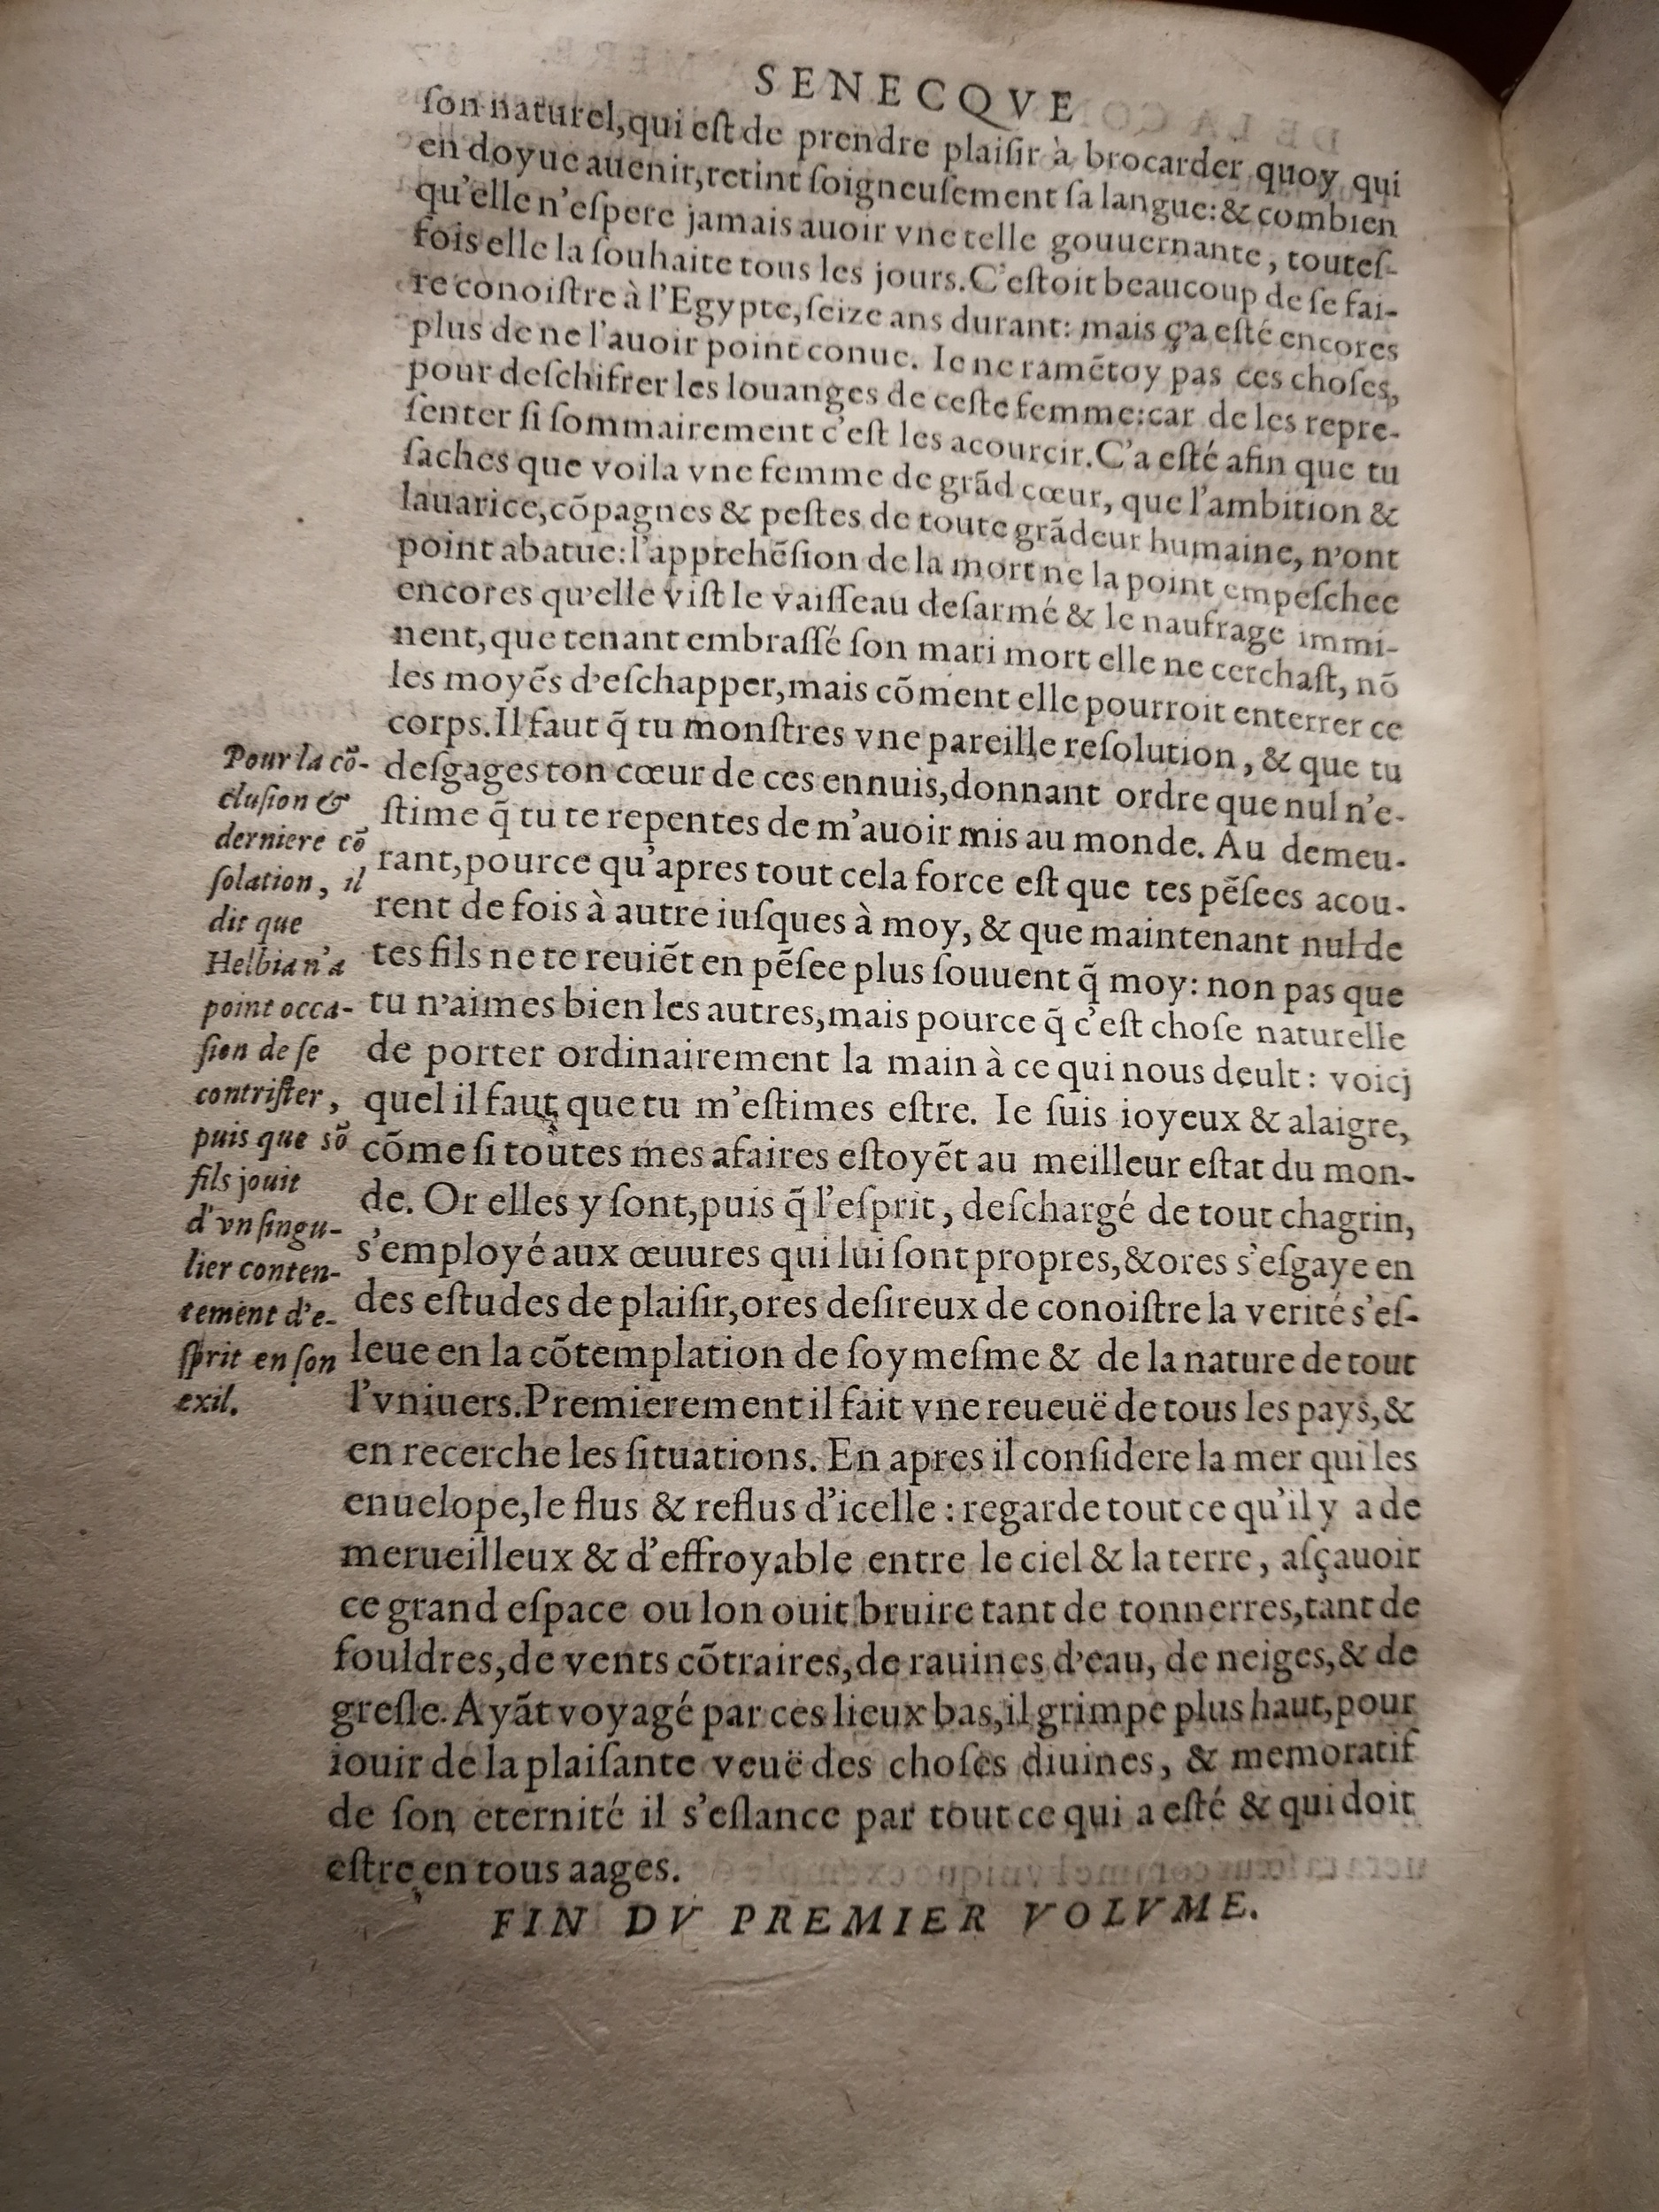 SENECQVE
ſon naturel,qui eſt de prendre plaiſir à brocarder quoy qui
en doyue auenir,retint ſoigneuſement ſa langue:& combien
qu'elle n'eſpere jamais auoir vne telle gouuernante, touteſ-
fois elle la ſouhaite tous les jours.C'eſtoit beaucoup de ſe fai-
re conoiſtre à l'Egypte,ſeize ans durant: mais ç'a eſté encores
plus de ne l'auoir point conue. Ie ne ramẽtoy pas ces choſes,
pour deſchifrer les louanges de ceſte femme:car de les repre-
ſenter ſi ſommairement c'eſt les acourcir.C'a eſté afin que tu
ſaches que voila vne femme de grãd cœur, que l'ambition &
lauarice,cõpagnes & peſtes de toute grãdeur humaine, n'ont
point abatue:l'apprehẽſion de la mort ne la point empeſchee
encores qu'elle viſt le vaiſſeau deſarmé & le naufrage immi-
nent,que tenant embraſſé ſon mari mort elle ne cerchaſt, nõ
les moyẽs d'eſchapper,mais cõment elle pourroit enterrer ce
corps.Il faut q̃ tu monſtres vne pareille reſolution, & que tu
deſgages ton cœur de ces ennuis,donnant ordre que nul n'e-
ſtime q̃ tu te repentes de m'auoir mis au monde. Au demeu-
rant,pource qu'apres tout cela force eſt que tes pẽſees acou-
rent de fois à autre iuſques à moy, & que maintenant nul de
tes fils ne te reuiẽt en pẽſee plus ſouuent q̃ moy: non pas que
tu n'aimes bien les autres,mais pource q̃ c'eſt choſe naturelle
de porter ordinairement la main à ce qui nous deult: voicj
quel il faut que tu m'eſtimes eſtre. Ie ſuis ioyeux & alaigre,
cõme ſi toutes mes afaires eſtoyẽt au meilleur eſtat du mon-
de. Or elles y ſont,puis q̃ l'eſprit, deſchargé de tout chagrin,
s'employé aux œuures qui lui ſont propres,& ores s'eſgaye en
des eſtudes de plaiſir,ores deſireux de conoiſtre la verité s'eſ-
leue en la cõtemplation de ſoymeſme & de la nature de tout
l'vniuers.Premierement il fait vne reueuë de tous les pays,&
en recerche les ſituations. En apres il conſidere la mer qui les
enuelope,le flus & reflus d'icelle : regarde tout ce qu'il y a de
merueilleux & d'effroyable entre le ciel & la terre, aſçauoir
ce grand eſpace ou lon ouit bruire tant de tonnerres,tant de
fouldres,de vents cõtraires,de rauines d'eau, de neiges,& de
greſle. Ayãt voyagé par ces lieux bas,il grimpe plus haut,pour
iouir de la plaiſante veuë des choſes diuines, & memoratif
de ſon eternité il s'eſlance par tout ce qui a eſté & qui doit
eſtre en tous aages.
FIN DV PREMIER VOLVME.
Pour la cõ-
cluſion &
derniere cõ
ſolation, il
dit que
Helbia n'a
point occa-
ſion de ſe
contriſter,
puis que sõ
fils jouit
d'vn ſingu-
lier conten-
tement d'e-
ſprit en ſon
exil.